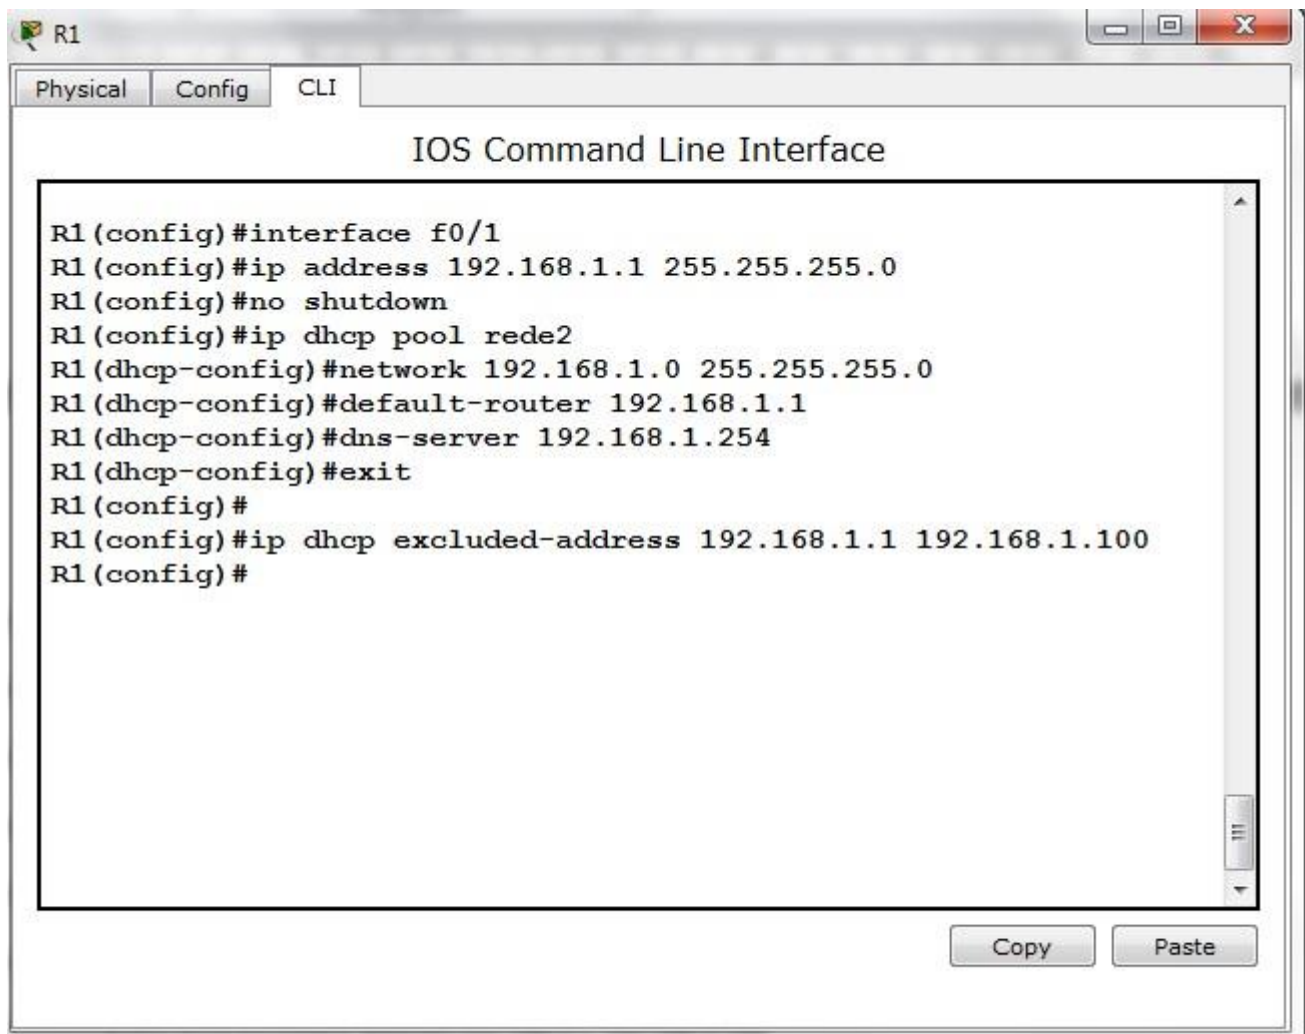 R1
Physical Config CLI
IOS Command Line Interface
R1(config)#interface f0/1
R1(config)#ip address 192.168.1.1 255.255.255.0
R1(config)#no shutdown
R1(config)#ip dhcp pool rede2
R1(dhcp-config)#network 192.168.1.0 255.255.255.0
R1(dhcp-config)#default-router 192.168.1.1
R1(dhcp-config)#dns-server 192.168.1.254
R1(dhcp-config)#exit
R1(config)#
R1(config)#ip dhcp excluded-address 192.168.1.1 192.168.1.100
R1(config)#
Copy Paste